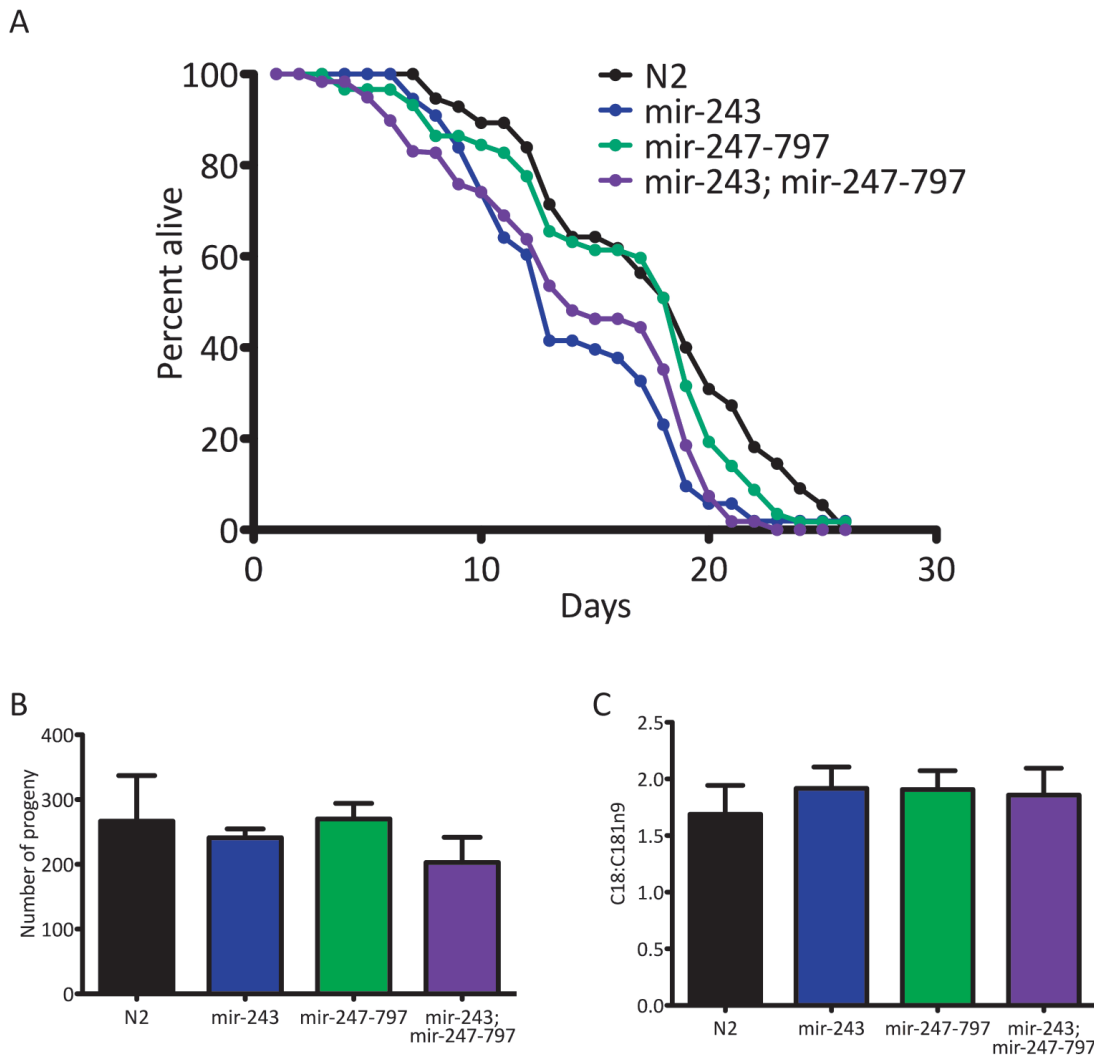 A
Percent alive
100
80
60
40
20
0
0 10 20 30
Days
N2
mir-243
mir-247-797
mir-243; mir-247-797
B
Number of progeny
400
300
200
100
0
N2 mir-243 mir-247-797 mir-243;
mir-247-797
C
C18:C181n9
2.5
2.0
1.5
1.0
0.5
0.0
N2 mir-243 mir-247-797 mir-243;
mir-247-797